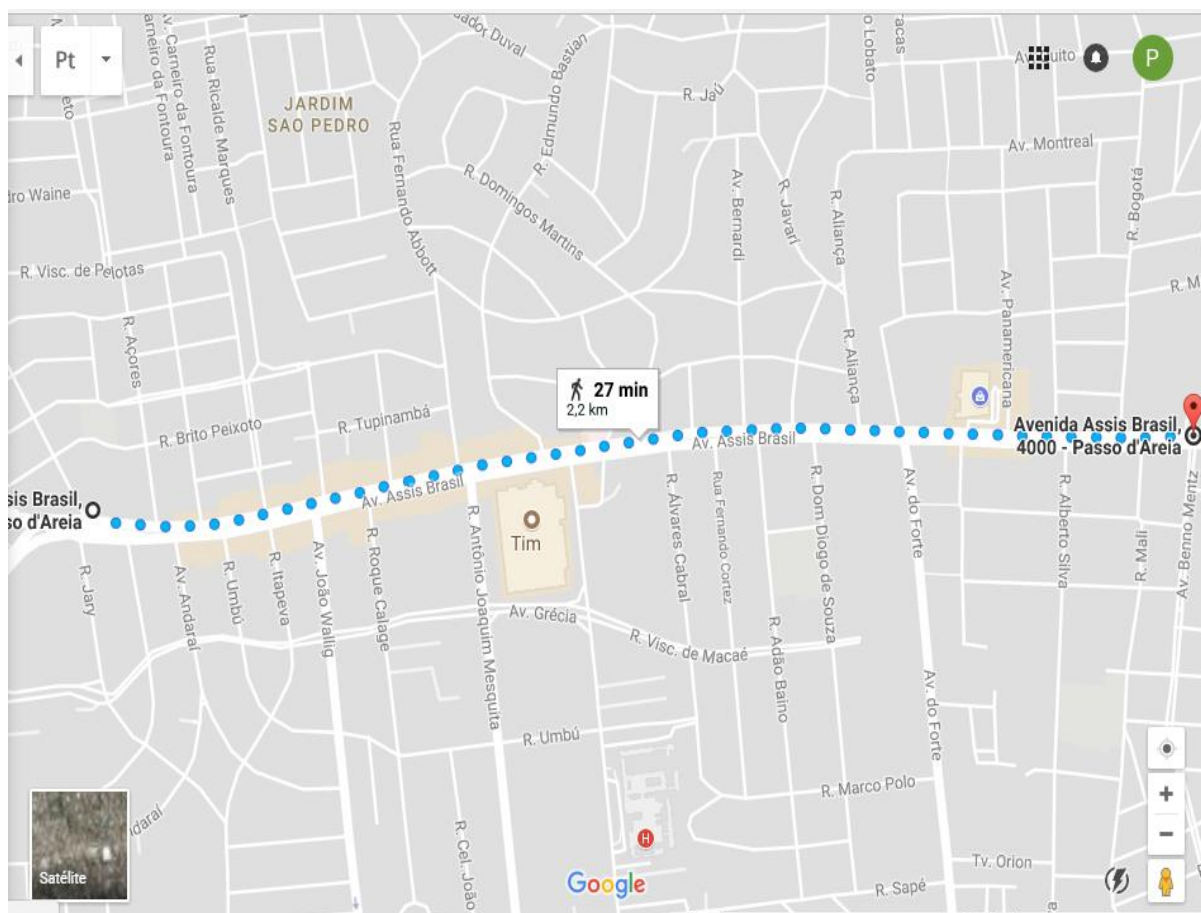 Pt
P
JARDIM
SAO PEDRO
Av. Carneiro da Fontoura
Rua Ricalde Marques
Rua Fernando Abbott
Duval
R. Edmundo Bastian
R. Domingos Martins
R. Jaú
Av. Bernardi
R. Javari
R. Aliança
R. Aliança
Lobato
Av. Montreal
R. Bogotá
Av. Panamericana
R. M
Waine
R. Visc. de Pelotas
R. Açores
R. Brito Peixoto
R. Tupinambá
27 min
2,2 km
Av. Assis Brasil
Av. Assis Brasil
Avenida Assis Brasil,
4000 - Passo d'Areia
sis Brasil,
so d'Areia
R. Jary
Av. Andaraí
R. Umbú
R. Itapeva
Av. João Wallig
R. Roque Calage
R. Antônio Joaquim Mesquita
Tim
Av. Grécia
R. Visc. de Macaé
R. Álvares Cabral
Rua Fernando Cortez
R. Adão Baino
R. Dom Diogo de Souza
Av. do Forte
Av. do Forte
R. Alberto Silva
R. Mali
Av. Benno Mentz
R. Umbú
R. Marco Polo
R. Cel. João
H
Tv. Orion
R. Sapé
Satélite
Google